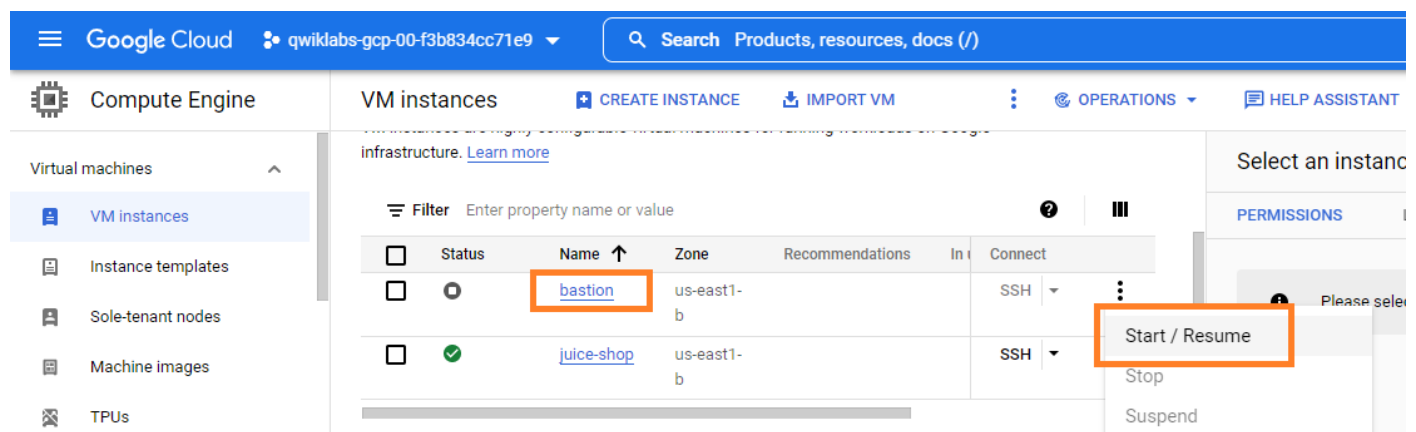 Google Cloud qwiklabs-gcp-00-f3b834cc71e9 Search Products, resources, docs (/)
Compute Engine VM instances CREATE INSTANCE IMPORT VM OPERATIONS HELP ASSISTANT
infrastructure. Learn more
Virtual machines Select an instanc
Filter Enter property name or value
VM instances PERMISSIONS
Status Name Zone Recommendations In Connect
Instance templates
bastion us-east1- SSH
b
Please selec
Sole-tenant nodes
Start / Resume
juice-shop us-east1- SSH
b
Machine images
Stop
TPUs
Suspend